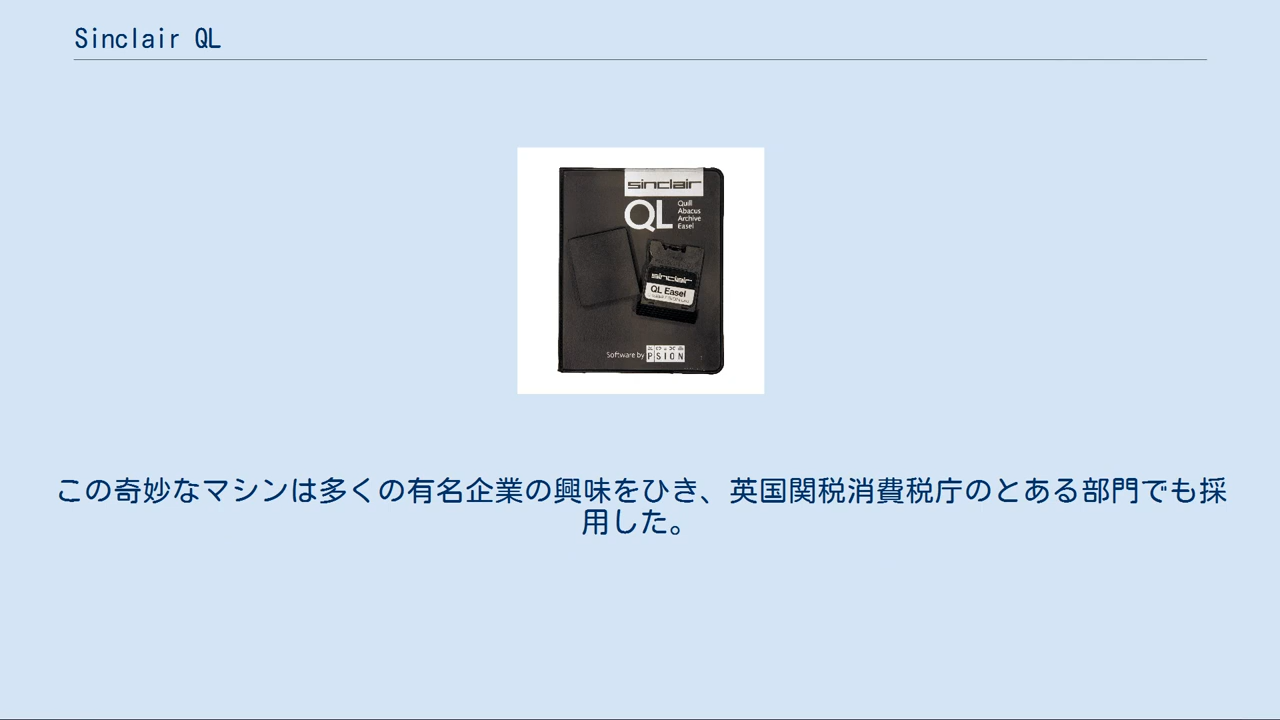 Sinclair QL
sinclair
QL
Quill
Abacus
Archive
Easel
sinclair
QL Easel
Software by PSION
この奇妙なマシンは多くの有名企業の興味をひき、英国関税消費税庁のとある部門でも採
用した。